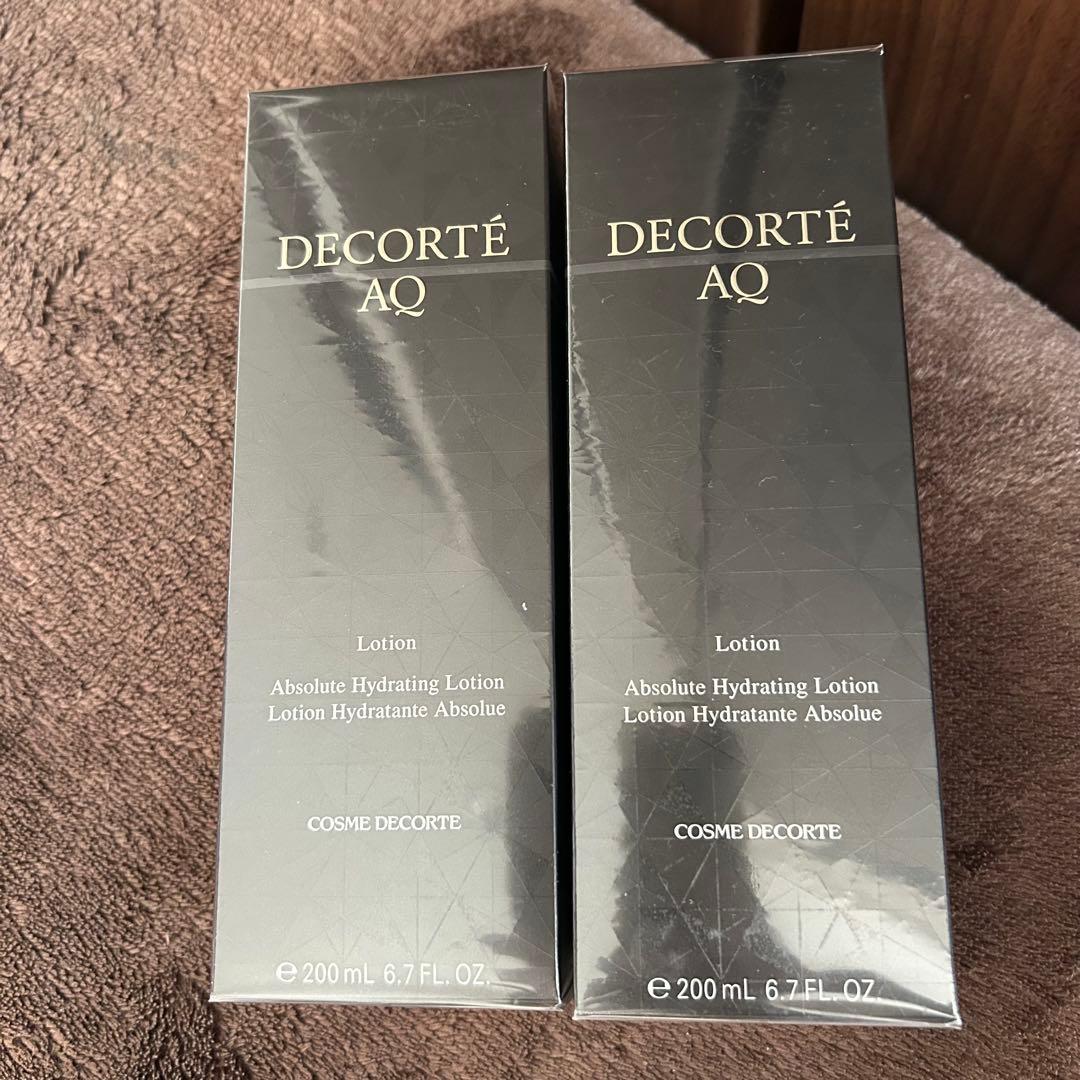 DECORTÉ
AQ
Lotion
Absolute Hydrating Lotion
Lotion Hydratante Absolue
COSME DECORTE
℮ 200 mL 6.7 FL. OZ.
DECORTÉ
AQ
Lotion
Absolute Hydrating Lotion
Lotion Hydratante Absolue
COSME DECORTE
℮ 200 mL 6.7 FL. OZ.